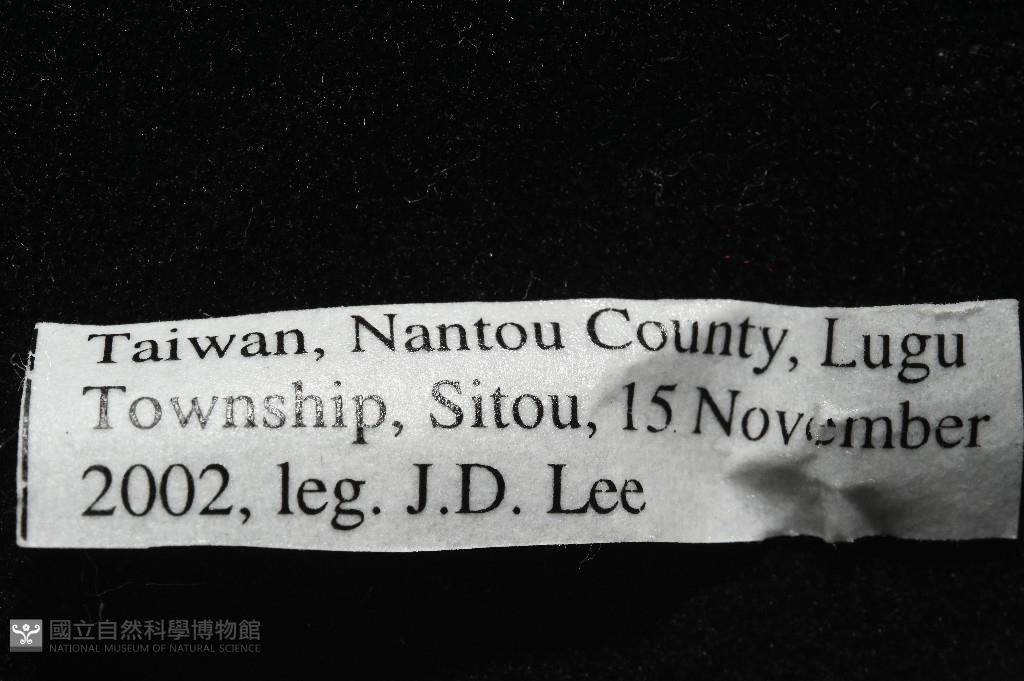 Taiwan, Nantou County, Lugu
Township, Sitou, 15 November
2002, leg. J.D. Lee
國立自然科學博物館
NATIONAL MUSEUM OF NATURAL SCIENCE